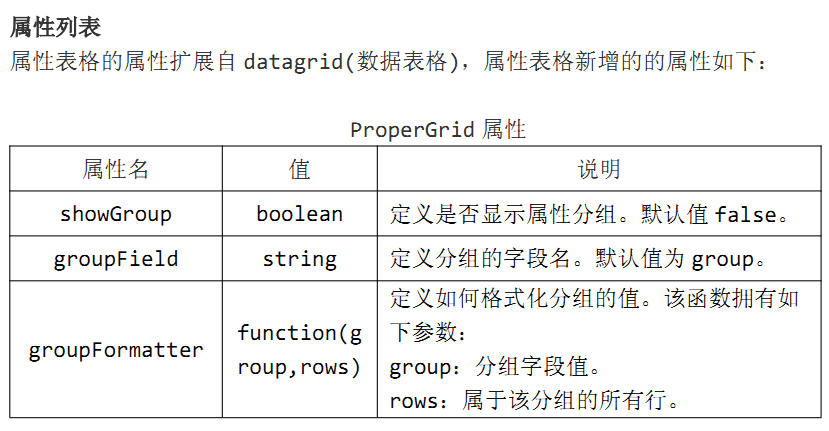 属性列表
属性表格的属性扩展自 datagrid(数据表格)，属性表格新增的的属性如下：
ProperGrid 属性
属性名 值 说明
showGroup boolean 定义是否显示属性分组。默认值 false。
groupField string 定义分组的字段名。默认值为 group。
groupFormatter
function(g
roup,rows)
定义如何格式化分组的值。该函数拥有如
下参数：
group：分组字段值。
rows：属于该分组的所有行。